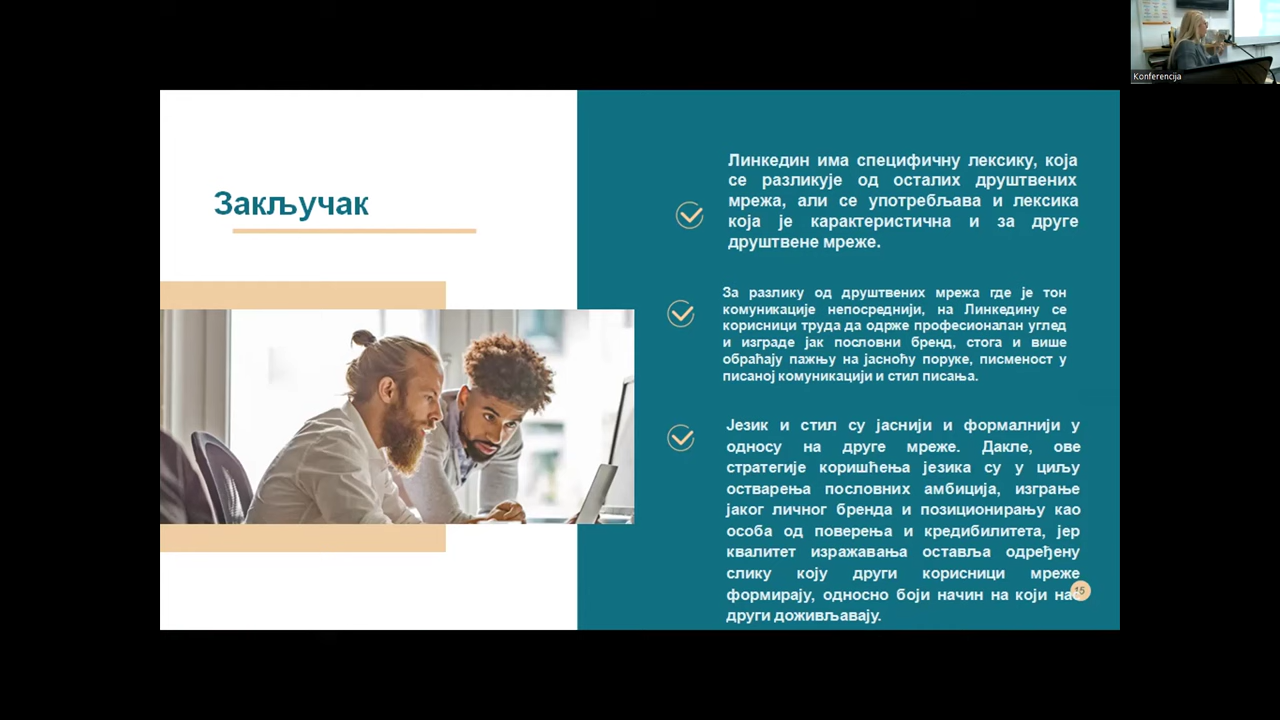 Закључак
Линкедин има специфичну лексику, која
се разликује од осталих друштвених
мрежа, али се употребљава и лексика
која је карактеристична и за друге
друштвене мреже.
За разлику од друштвених мрежа где је тон
комуникације непосреднији, на Линкедину се
корисници труда да одрже професионалан углед
и изграде јак пословни бренд, стога и више
обраћају пажњу на јасноћу поруке, писменост у
писаној комуникацији и стил писања.
Језик и стил су јаснији и формалнији у
односу на друге мреже. Дакле, ове
стратегије коришћења језика су у циљу
остварења пословних амбиција, изграње
јаког личног бренда и позиционирању као
особа од поверења и кредибилитета, јер
квалитет изражавања оставља одређену
слику коју други корисници мреже
формирају, односно боји начин на који нас
други доживљавају.
15
Konferencija